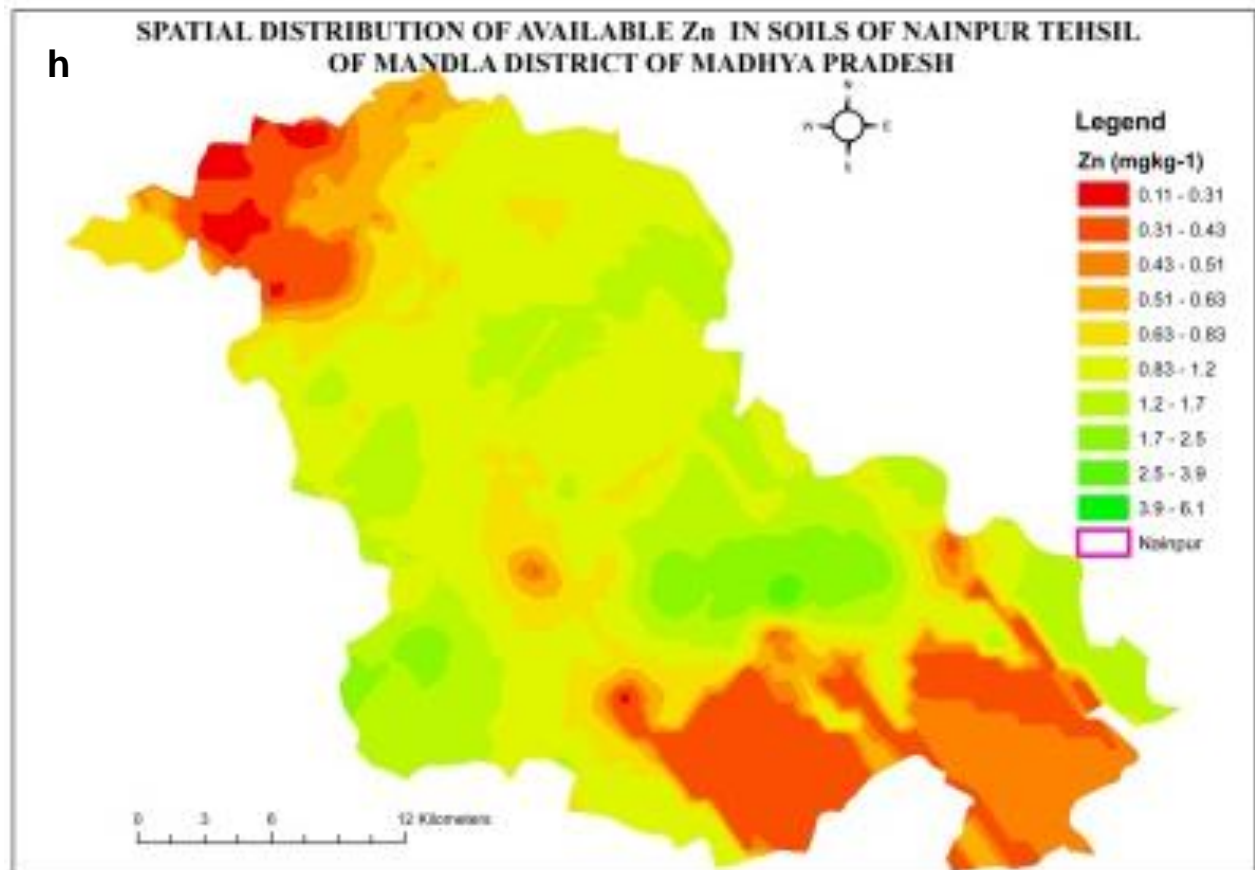 SPATIAL DISTRIBUTION OF AVAILABLE Zn IN SOILS OF NAINPUR TEHSIL
OF MANDLA DISTRICT OF MADHYA PRADESH
h
N
W E
S
Legend
Zn (mgkg-1)
0.11 - 0.31
0.31 - 0.43
0.43 - 0.51
0.51 - 0.63
0.63 - 0.83
0.83 - 1.2
1.2 - 1.7
1.7 - 2.5
2.5 - 3.9
3.9 - 6.1
Nainpur
0 3 6 12 Kilometers